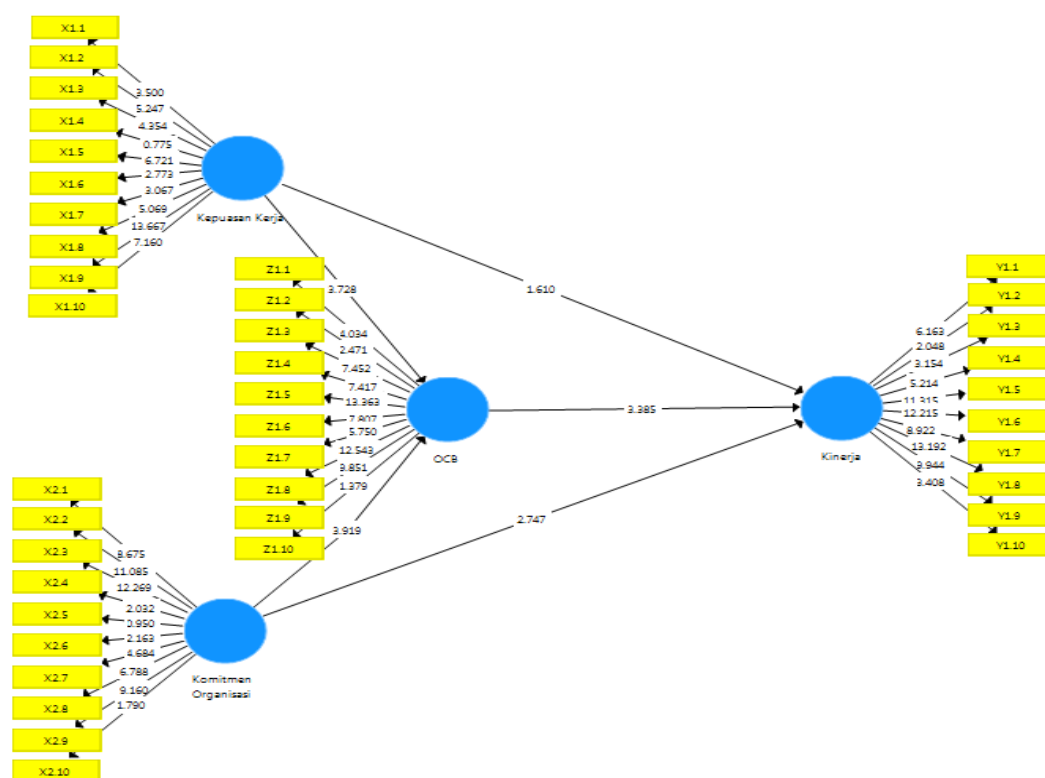 X1.1
X1.2
X1.3
X1.4
X1.5
X1.6
X1.7
X1.8
X1.9
X1.10
3.500
5.247
4.354
0.775
6.721
2.773
3.067
5.069
13.667
7.160
Kepuasan Kerja
3.728
1.610
Z1.1
Z1.2
Z1.3
Z1.4
Z1.5
Z1.6
Z1.7
Z1.8
Z1.9
Z1.10
4.034
2.471
7.452
7.417
13.363
7.807
5.750
12.543
9.851
1.379
OCB
3.385
3.919
2.747
Y1.1
Y1.2
Y1.3
Y1.4
Y1.5
Y1.6
Y1.7
Y1.8
Y1.9
Y1.10
6.163
2.048
3.154
5.214
11.315
12.215
8.922
13.192
9.944
3.408
Kinerja
X2.1
X2.2
X2.3
X2.4
X2.5
X2.6
X2.7
X2.8
X2.9
X2.10
8.675
11.085
12.269
2.032
0.950
2.163
4.684
6.788
9.160
1.790
Komitmen
Organisasi